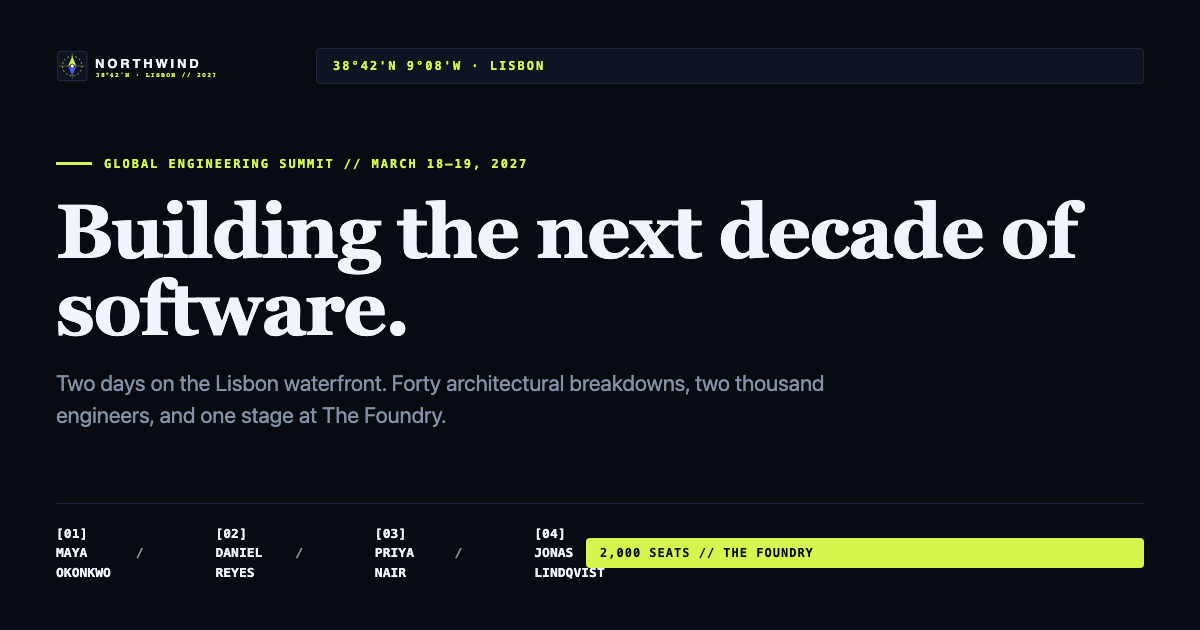 NORTHWIND
38°42'N · LISBON // 2027
38°42'N 9°08'W · LISBON
GLOBAL ENGINEERING SUMMIT // MARCH 18–19, 2027
Building the next decade of
software.
Two days on the Lisbon waterfront. Forty architectural breakdowns, two thousand
engineers, and one stage at The Foundry.
[01]
MAYA
OKONKWO
/
[02]
DANIEL
REYES
/
[03]
PRIYA
NAIR
/
[04]
JONAS
LINDQVIST
2,000 SEATS // THE FOUNDRY